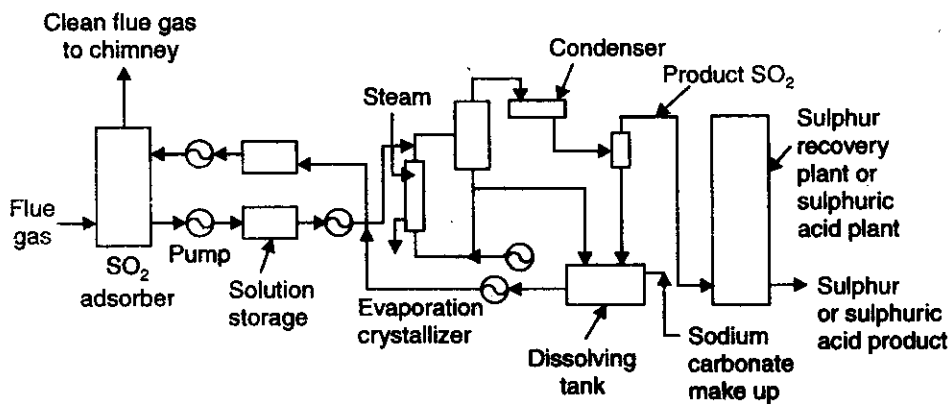 Clean flue gas
to chimney
Condenser
Product SO₂
Steam
Sulphur
recovery
plant or
sulphuric
acid plant
Flue
gas
Pump
SO₂
adsorber
Solution
storage
Evaporation
crystallizer
Dissolving
tank
Sodium
carbonate
make up
Sulphur
or sulphuric
acid product